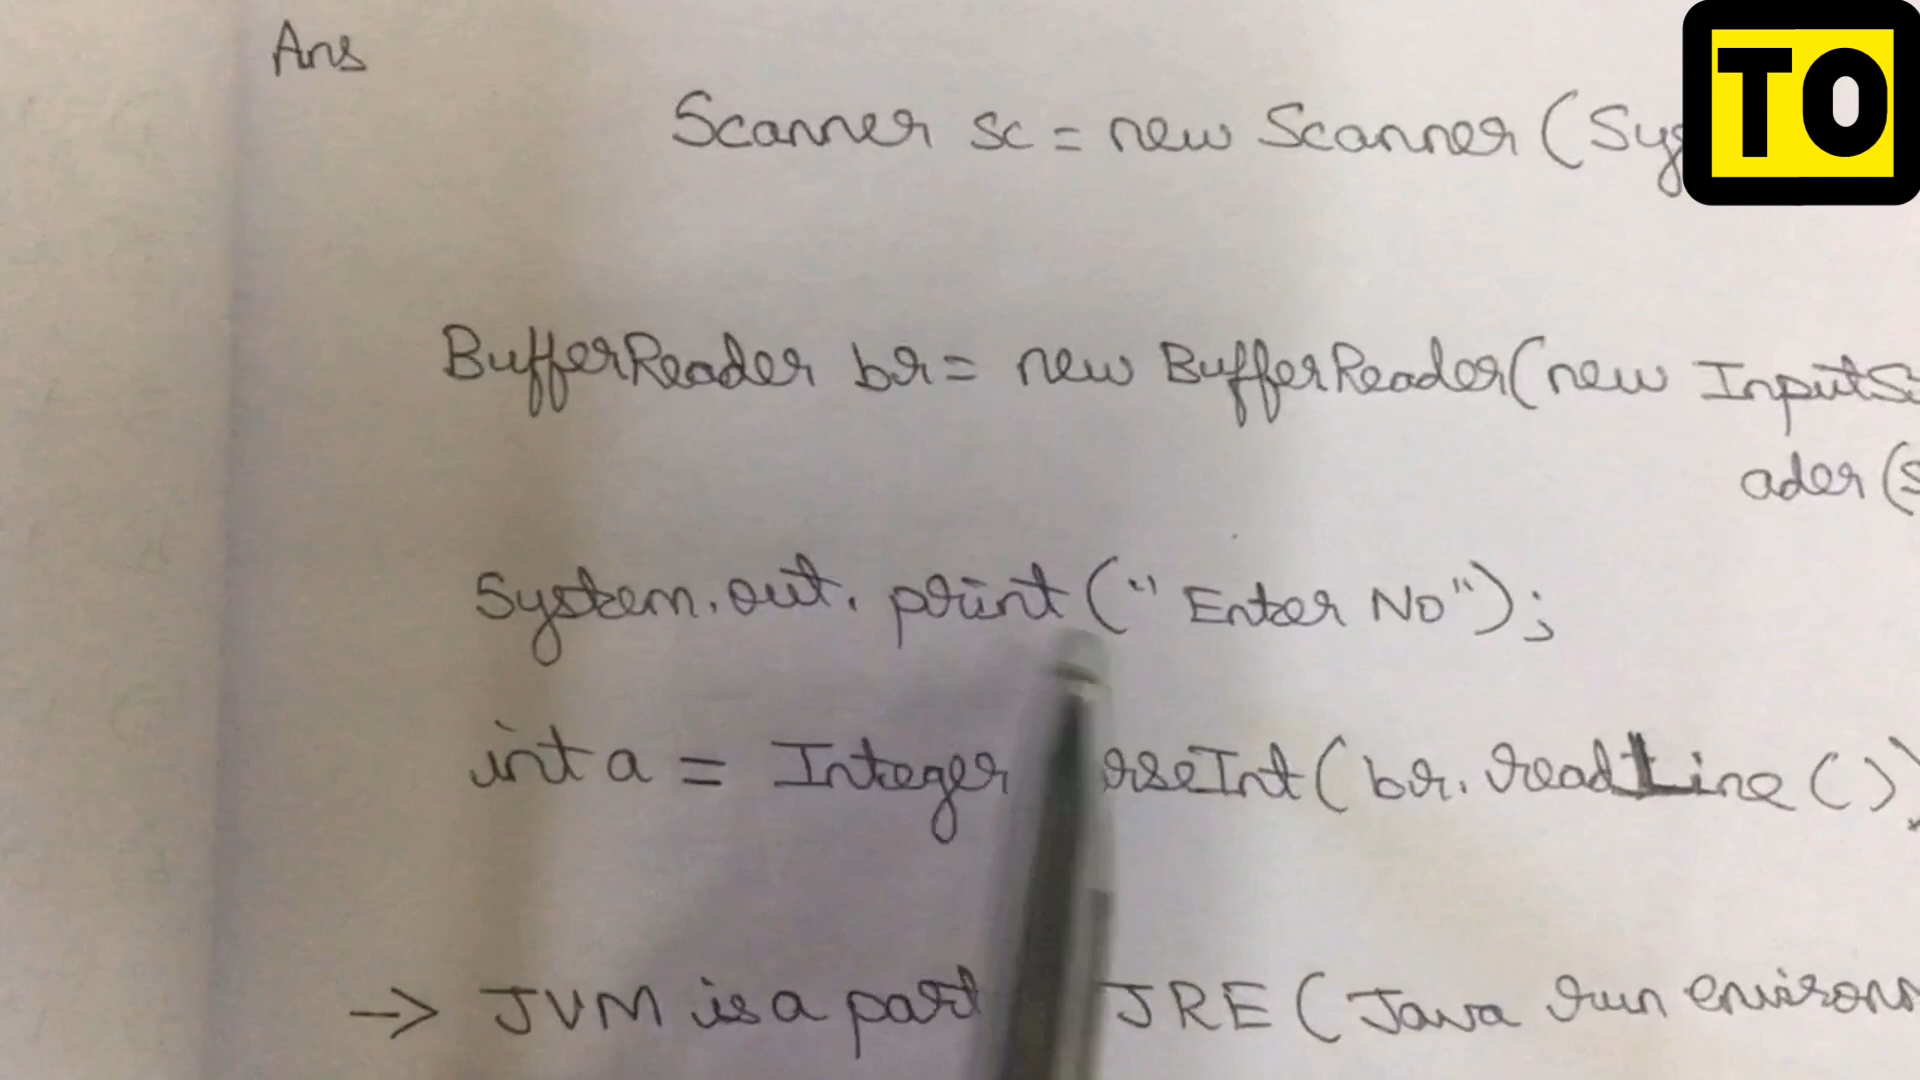 Ans
TO
Scanner sc = new Scanner (Sys
BufferReader br = new BufferReader(new InputS
ader (S
System.out.print (" Enter No");
int a = Integer rseInt ( br. readLine ()
→ JVM is a part JRE ( Java run environ